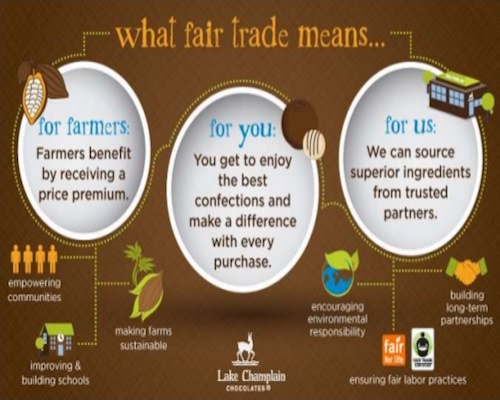 what fair trade means...
for farmers:
Farmers benefit
by receiving a
price premium.
for you:
You get to enjoy
the best
confections and
make a difference
with every
purchase.
for us:
We can source
superior ingredients
from trusted
partners.
empowering
communities
making farms
sustainable
improving &
building schools
encouraging
environmental
responsibility
building
long-term
partnerships
fair
for life
FAIR TRADE
CERTIFIED
ensuring fair labor practices
Lake Champlain
CHOCOLATES®